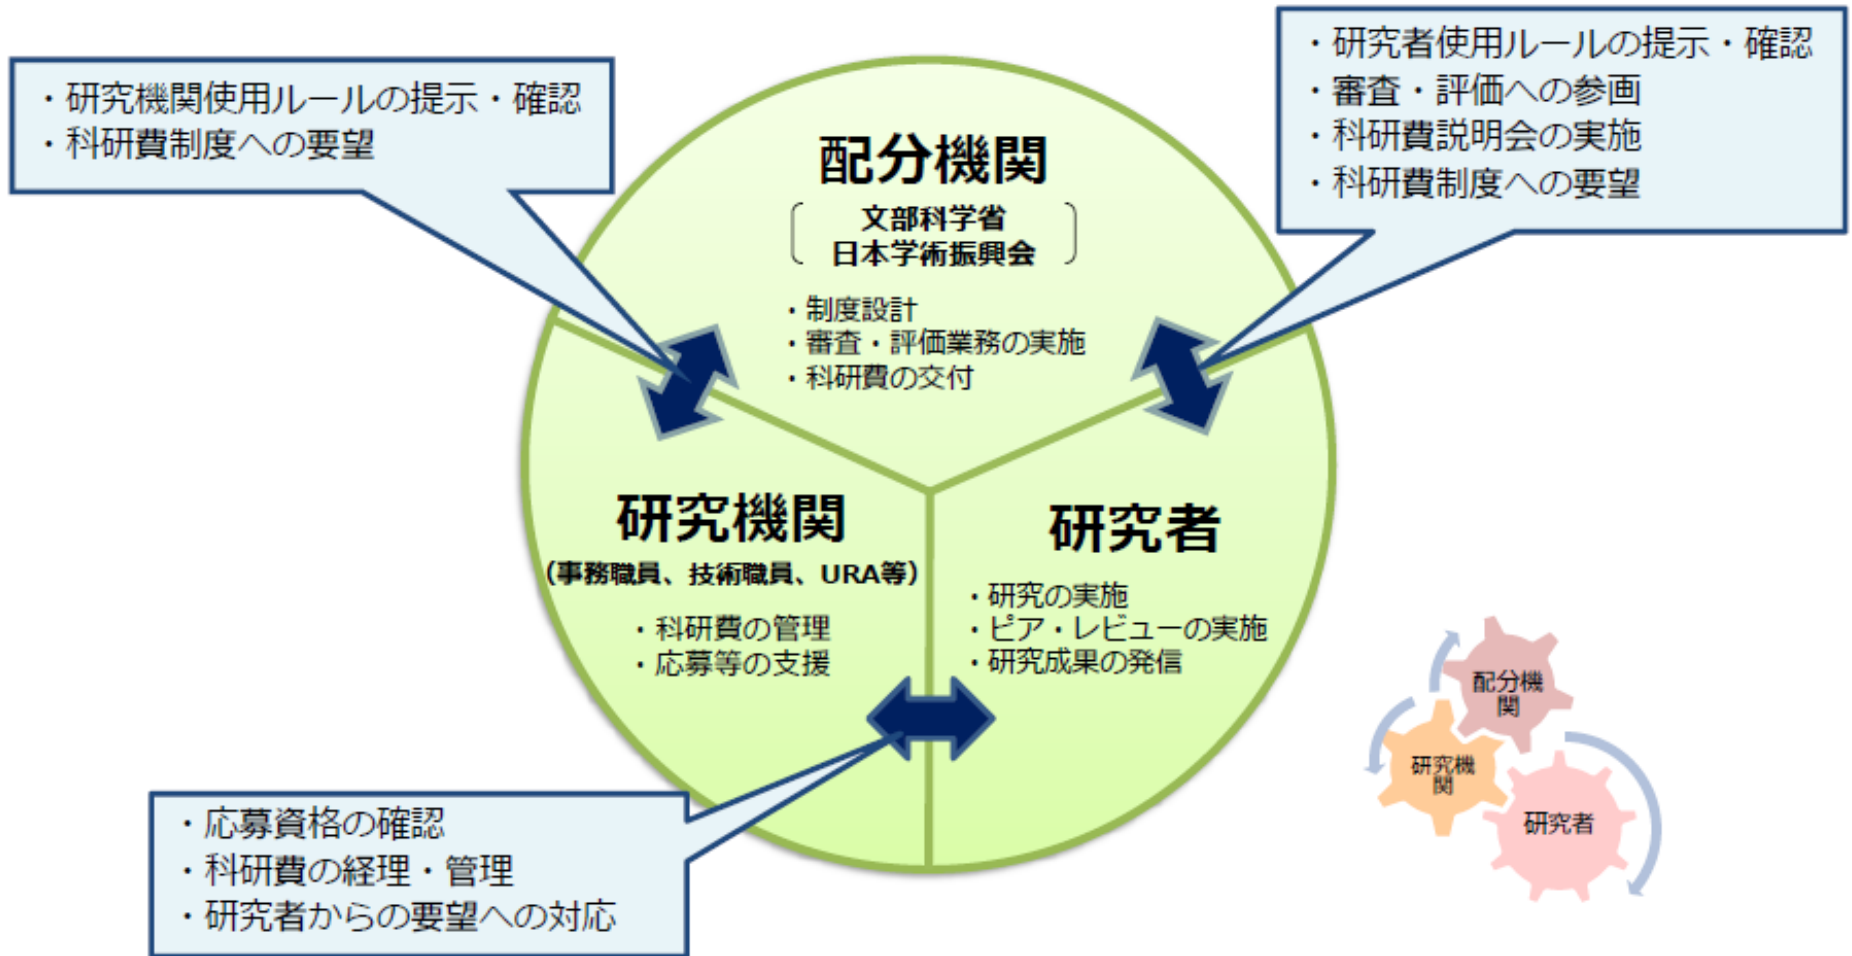 ・研究機関使用ルールの提示・確認
・科研費制度への要望
・研究者使用ルールの提示・確認
・審査・評価への参画
・科研費説明会の実施
・科研費制度への要望
配分機関
文部科学省
日本学術振興会
・制度設計
・審査・評価業務の実施
・科研費の交付
研究機関
（事務職員、技術職員、URA等）
・科研費の管理
・応募等の支援
研究者
・研究の実施
・ピア・レビューの実施
・研究成果の発信
・応募資格の確認
・科研費の経理・管理
・研究者からの要望への対応
配分機
関
研究機
関
研究者